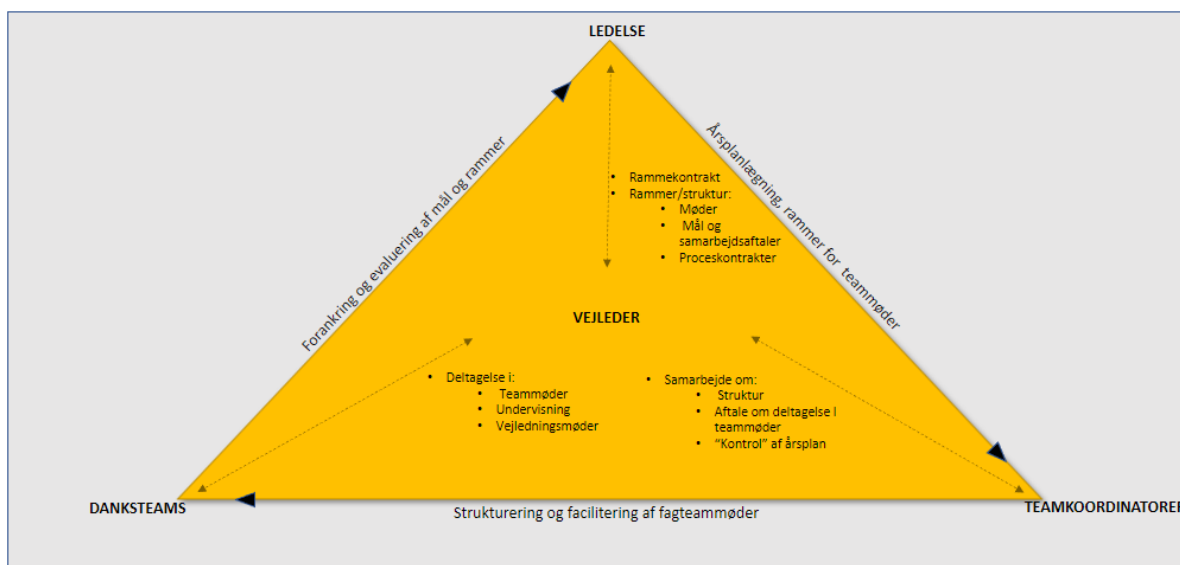 LEDELSE
Forankring og evaluering af mål og rammer
Årsplanlægning, rammer for teammøder
• Rammekontrakt
• Rammer/struktur:
• Møder
• Mål og
samarbejdsaftaler
• Proceskontrakter
VEJLEDER
• Deltagelse i:
• Teammøder
• Undervisning
• Vejledningsmøder
• Samarbejde om:
• Struktur
• Aftale om deltagelse I
teammøder
• "Kontrol" af årsplan
DANKSTEAMS
Strukturering og facilitering af fagteammøder
TEAMKOORDINATORER